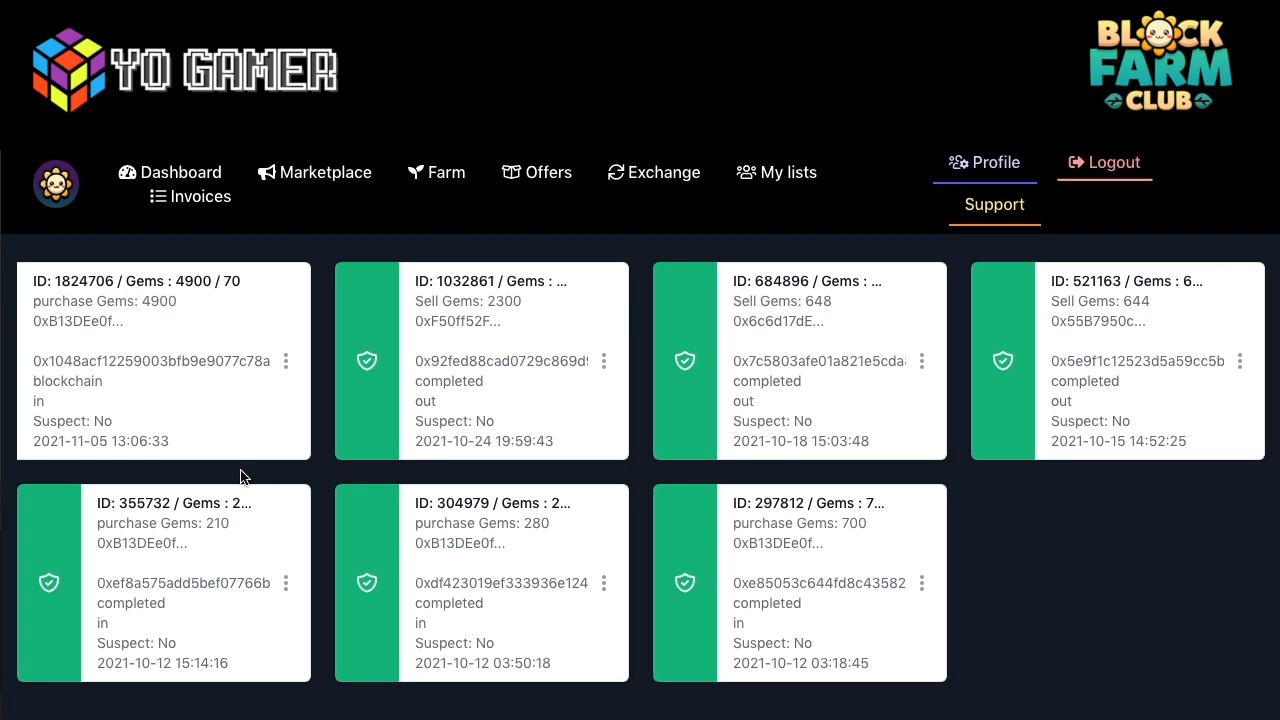 YO GAMER
BLOCK
FARM
CLUB
Dashboard
Marketplace
Farm
Offers
Exchange
My lists
Invoices
Profile
Logout
Support
ID: 1824706 / Gems : 4900 / 70
purchase Gems: 4900
0xB13DEe0f...
0x1048acf12259003bfb9e9077c78a
blockchain
in
Suspect: No
2021-11-05 13:06:33
ID: 1032861 / Gems : ...
Sell Gems: 2300
0xF50ff52F...
0x92fed88cad0729c869d
completed
out
Suspect: No
2021-10-24 19:59:43
ID: 684896 / Gems : ...
Sell Gems: 648
0x6c6d17dE...
0x7c5803afe01a821e5cda
completed
out
Suspect: No
2021-10-18 15:03:48
ID: 521163 / Gems : 6...
Sell Gems: 644
0x55B7950c...
0x5e9f1c12523d5a59cc5b
completed
out
Suspect: No
2021-10-15 14:52:25
ID: 355732 / Gems : 2...
purchase Gems: 210
0xB13DEe0f...
0xef8a575add5bef07766b
completed
in
Suspect: No
2021-10-12 15:14:16
ID: 304979 / Gems : 2...
purchase Gems: 280
0xB13DEe0f...
0xdf423019ef333936e124
completed
in
Suspect: No
2021-10-12 03:50:18
ID: 297812 / Gems : 7...
purchase Gems: 700
0xB13DEe0f...
0xe85053c644fd8c43582
completed
in
Suspect: No
2021-10-12 03:18:45